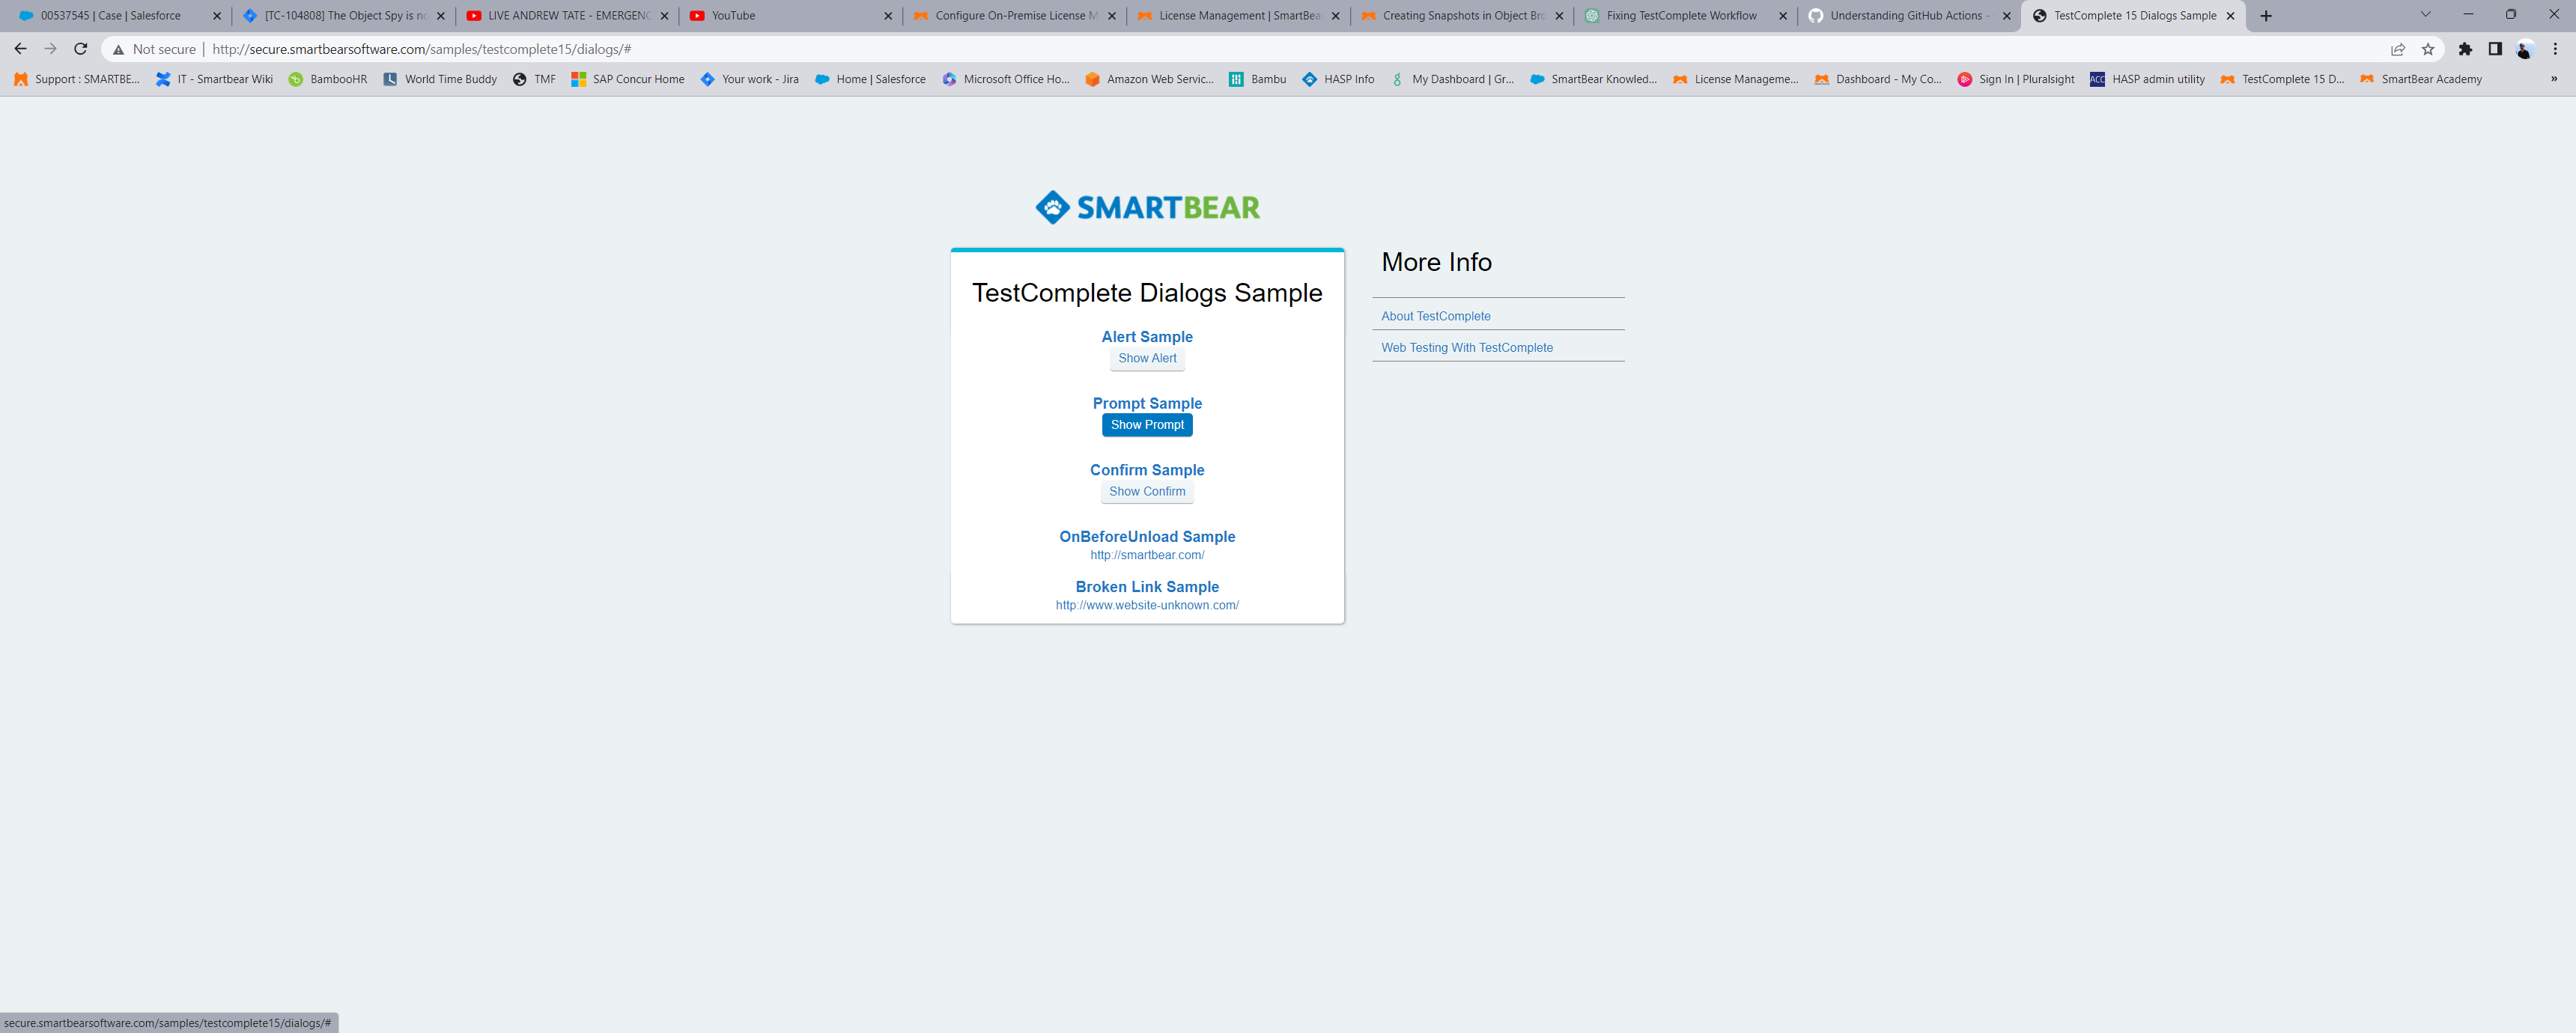 00537545 | Case | Salesforce
[TC-104808] The Object Spy is no
LIVE ANDREW TATE - EMERGENC
YouTube
Configure On-Premise License M
License Management | SmartBea
Creating Snapshots in Object Bro
Fixing TestComplete Workflow
Understanding GitHub Actions -
TestComplete 15 Dialogs Sample
Not secure | http://secure.smartbearsoftware.com/samples/testcomplete15/dialogs/#
Support : SMARTBE...
IT - Smartbear Wiki
BambooHR
World Time Buddy
TMF
SAP Concur Home
Your work - Jira
Home | Salesforce
Microsoft Office Ho...
Amazon Web Servic...
Bambu
HASP Info
My Dashboard | Gr...
SmartBear Knowled...
License Manageme...
Dashboard - My Co...
Sign In | Pluralsight
ACC
HASP admin utility
TestComplete 15 D...
SmartBear Academy
»
SMARTBEAR
TestComplete Dialogs Sample
Alert Sample
Show Alert
Prompt Sample
Show Prompt
Confirm Sample
Show Confirm
OnBeforeUnload Sample
http://smartbear.com/
Broken Link Sample
http://www.website-unknown.com/
More Info
About TestComplete
Web Testing With TestComplete
secure.smartbearsoftware.com/samples/testcomplete15/dialogs/#